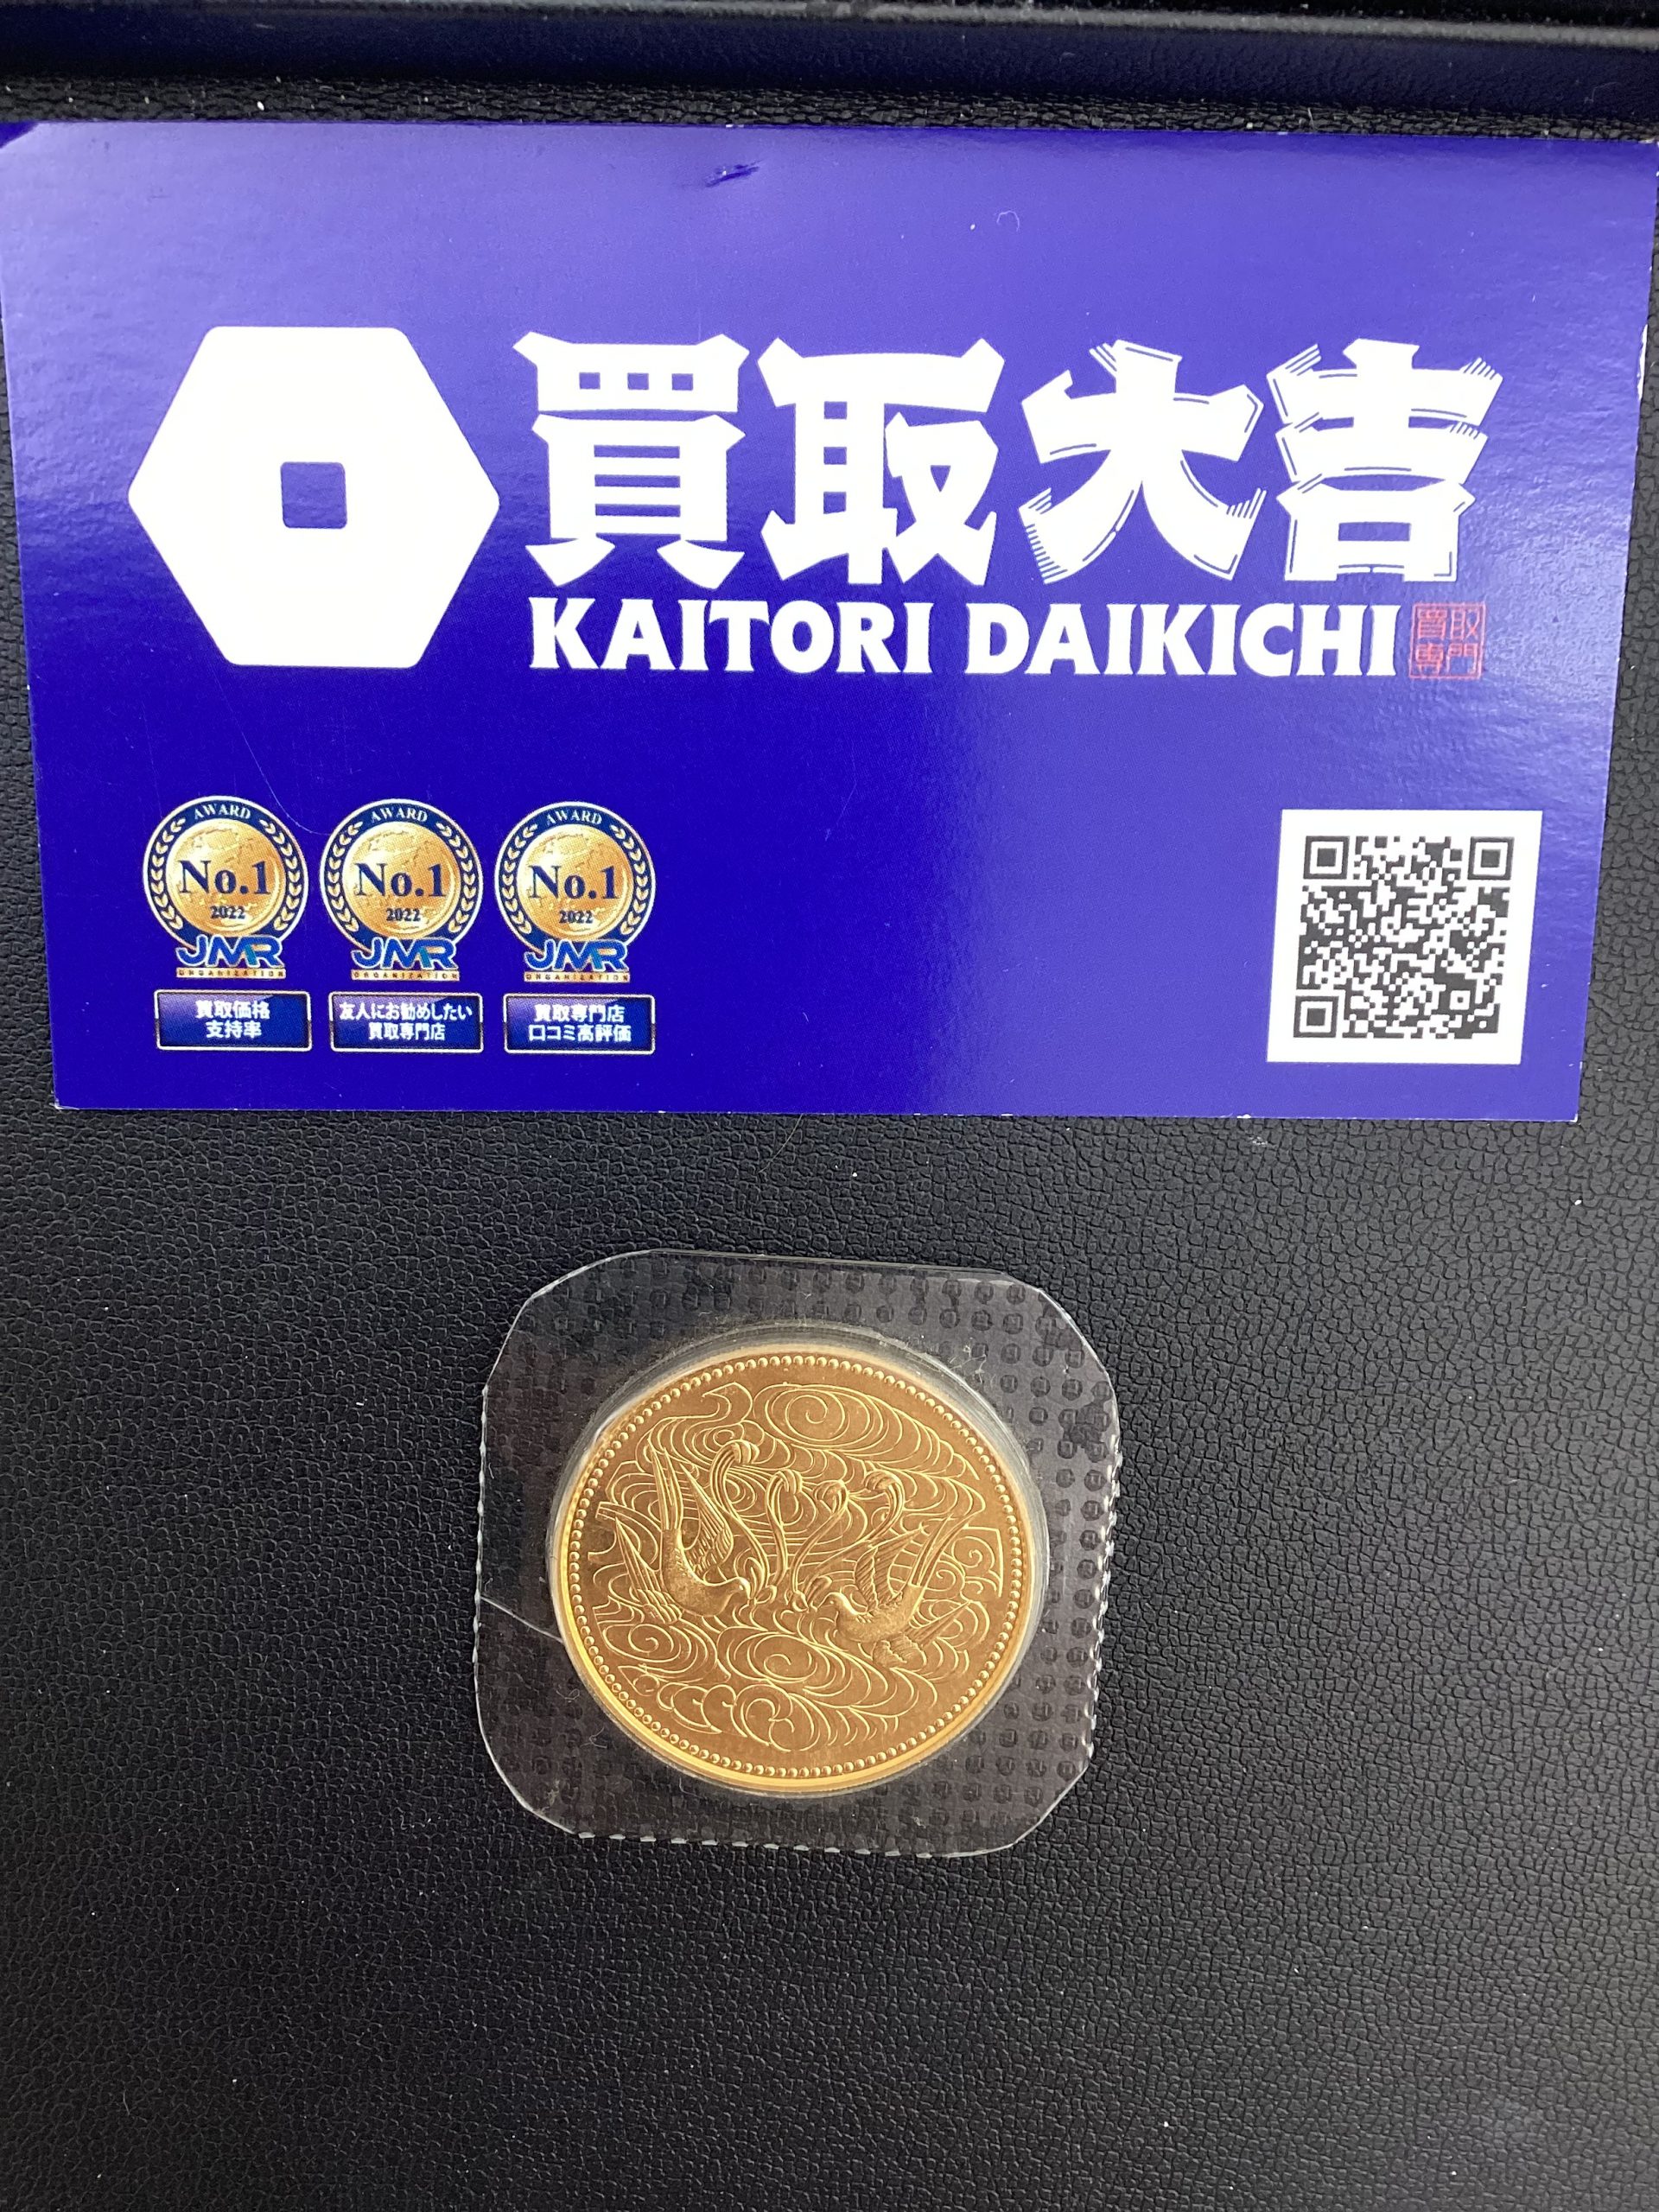 買取大吉
KAITORI DAIKICHI
買取
専門
AWARD
No.1
2022
JMR
ORGANIZATION
買取価格
支持率
AWARD
No.1
2022
JMR
ORGANIZATION
友人にお勧めしたい
買取専門店
AWARD
No.1
2022
JMR
ORGANIZATION
買取専門店
口コミ高評価